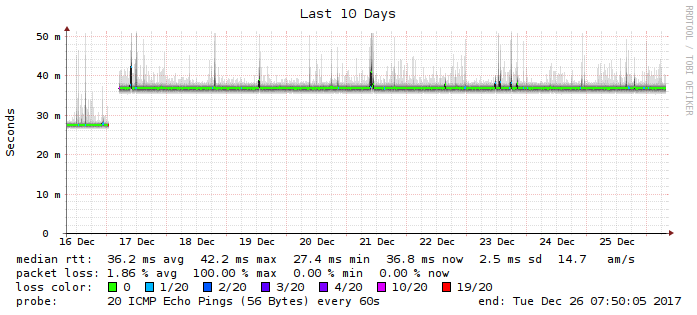 Last 10 Days
RRDTOOL / TOBI OETIKER
Seconds
50 m
40 m
30 m
20 m
10 m
0
16 Dec 17 Dec 18 Dec 19 Dec 20 Dec 21 Dec 22 Dec 23 Dec 24 Dec 25 Dec
median rtt: 36.2 ms avg 42.2 ms max 27.4 ms min 36.8 ms now 2.5 ms sd 14.7 am/s
packet loss: 1.86 % avg 100.00 % max 0.00 % min 0.00 % now
loss color: 0 1/20 2/20 3/20 4/20 10/20 19/20
probe: 20 ICMP Echo Pings (56 Bytes) every 60s end: Tue Dec 26 07:50:05 2017